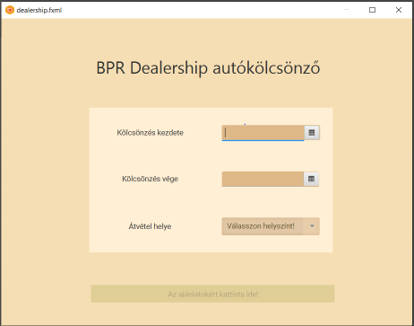 dealership.fxml
BPR Dealership autókölcsönző
Kölcsönzés kezdete
Kölcsönzés vége
Átvétel helye
Válasszon helyszínt!
Az ajánlatokért kattints ide!